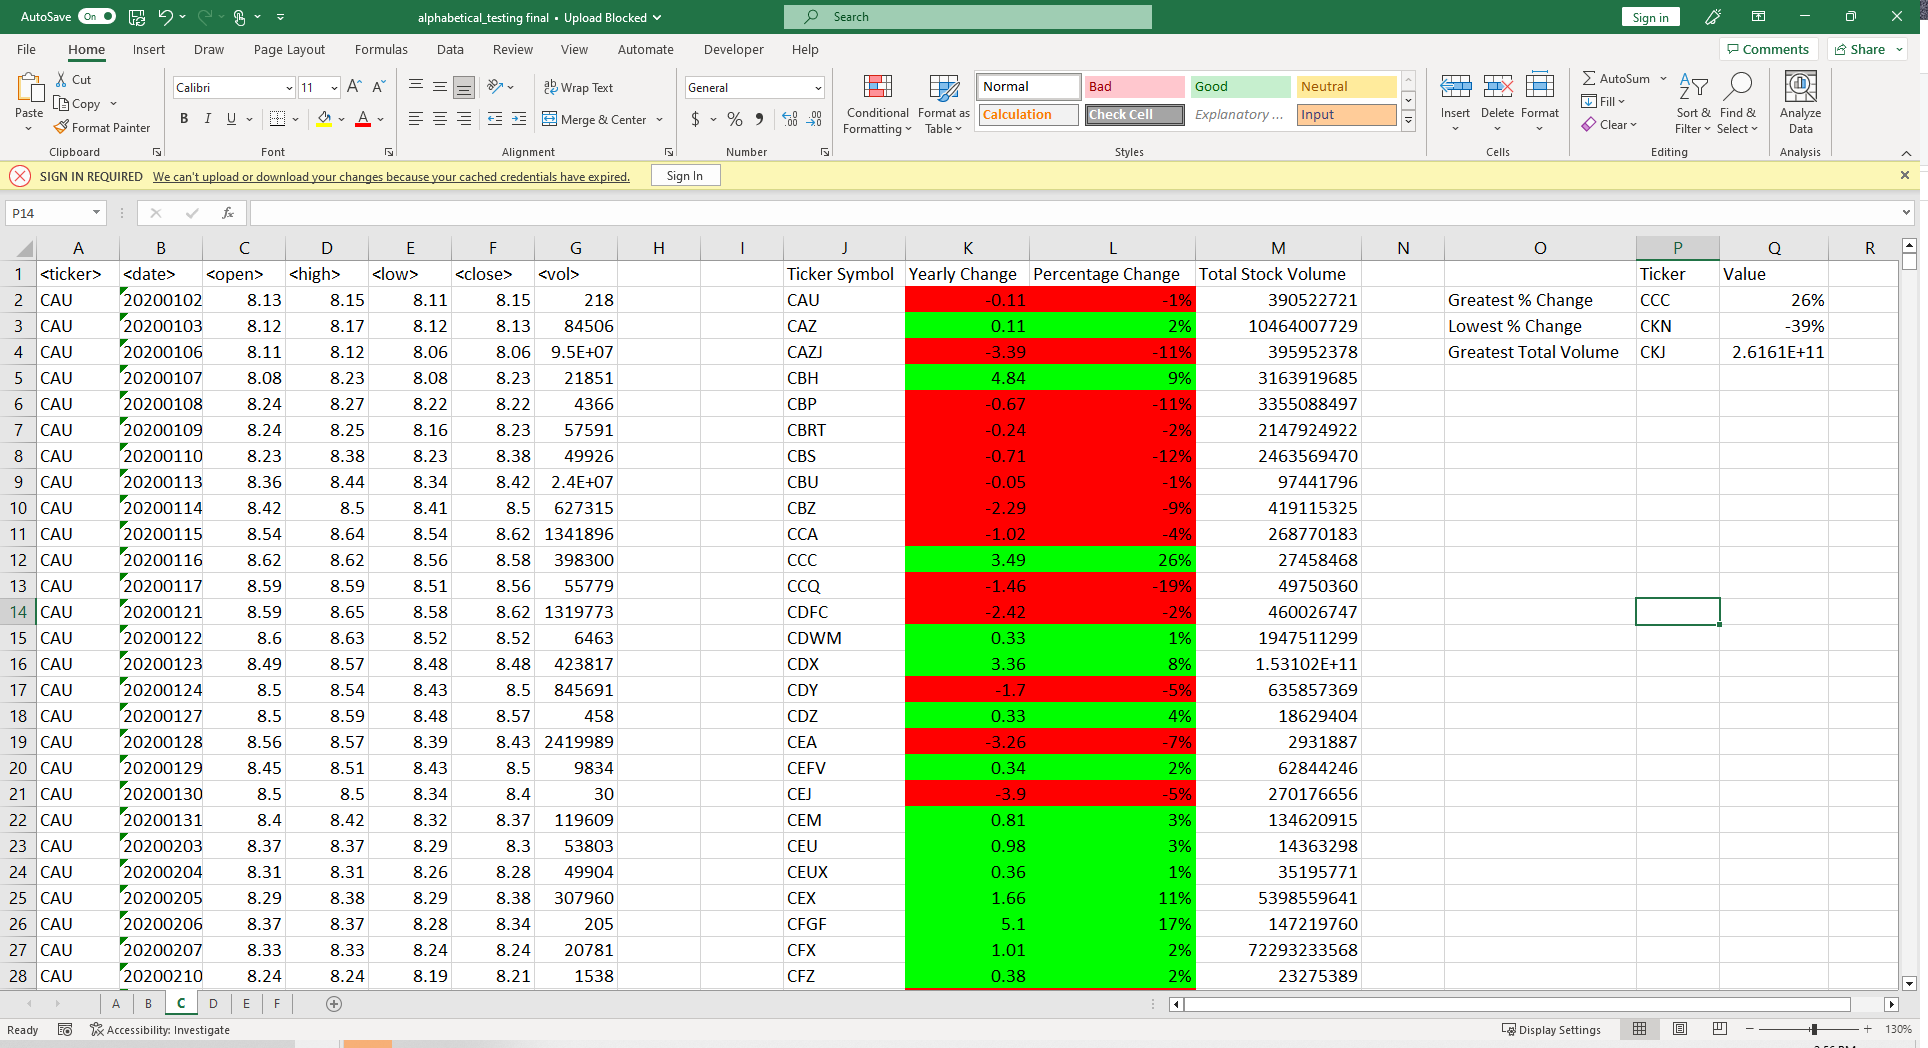 AutoSave On alphabetical_testing final • Upload Blocked Search Sign in
File Home Insert Draw Page Layout Formulas Data Review View Automate Developer Help Comments Share
Paste Cut Copy Format Painter Clipboard
Calibri 11 B I U Font
Wrap Text Merge & Center Alignment
General $ % Number
Conditional Formatting Format as Table Normal Bad Good Neutral Calculation Check Cell Explanatory ... Input Styles
Insert Delete Format Cells
AutoSum Fill Clear Sort & Filter Find & Select Editing
Analyze Data Analysis
SIGN IN REQUIRED We can't upload or download your changes because your cached credentials have expired. Sign In
P14 fx
A B C D E F G H I J K L M N O P Q R
1 <ticker> <date> <open> <high> <low> <close> <vol> Ticker Symbol Yearly Change Percentage Change Total Stock Volume Ticker Value
2 CAU 20200102 8.13 8.15 8.11 8.15 218 CAU -0.11 -1% 390522721 Greatest % Change CCC 26%
3 CAU 20200103 8.12 8.17 8.12 8.13 84506 CAZ 0.11 2% 10464007729 Lowest % Change CKN -39%
4 CAU 20200106 8.11 8.12 8.06 8.06 9.5E+07 CAZJ -3.39 -11% 395952378 Greatest Total Volume CKJ 2.6161E+11
5 CAU 20200107 8.08 8.23 8.08 8.23 21851 CBH 4.84 9% 3163919685
6 CAU 20200108 8.24 8.27 8.22 8.22 4366 CBP -0.67 -11% 3355088497
7 CAU 20200109 8.24 8.25 8.16 8.23 57591 CBRT -0.24 -2% 2147924922
8 CAU 20200110 8.23 8.38 8.23 8.38 49926 CBS -0.71 -12% 2463569470
9 CAU 20200113 8.36 8.44 8.34 8.42 2.4E+07 CBU -0.05 -1% 97441796
10 CAU 20200114 8.42 8.5 8.41 8.5 627315 CBZ -2.29 -9% 419115325
11 CAU 20200115 8.54 8.64 8.54 8.62 1341896 CCA -1.02 -4% 268770183
12 CAU 20200116 8.62 8.62 8.56 8.58 398300 CCC 3.49 26% 27458468
13 CAU 20200117 8.59 8.59 8.51 8.56 55779 CCQ -1.46 -19% 49750360
14 CAU 20200121 8.59 8.65 8.58 8.62 1319773 CDFC -2.42 -2% 460026747
15 CAU 20200122 8.6 8.63 8.52 8.52 6463 CDWM 0.33 1% 1947511299
16 CAU 20200123 8.49 8.57 8.48 8.48 423817 CDX 3.36 8% 1.53102E+11
17 CAU 20200124 8.5 8.54 8.43 8.5 845691 CDY -1.7 -5% 635857369
18 CAU 20200127 8.5 8.59 8.48 8.57 458 CDZ 0.33 4% 18629404
19 CAU 20200128 8.56 8.57 8.39 8.43 2419989 CEA -3.26 -7% 2931887
20 CAU 20200129 8.45 8.51 8.43 8.5 9834 CEFV 0.34 2% 62844246
21 CAU 20200130 8.5 8.5 8.34 8.4 30 CEJ -3.9 -5% 270176656
22 CAU 20200131 8.4 8.42 8.32 8.37 119609 CEM 0.81 3% 134620915
23 CAU 20200203 8.37 8.37 8.29 8.3 53803 CEU 0.98 3% 14363298
24 CAU 20200204 8.31 8.31 8.26 8.28 49904 CEUX 0.36 1% 35195771
25 CAU 20200205 8.29 8.38 8.29 8.38 307960 CEX 1.66 11% 5398559641
26 CAU 20200206 8.37 8.37 8.28 8.34 205 CFGF 5.1 17% 147219760
27 CAU 20200207 8.33 8.33 8.24 8.24 20781 CFX 1.01 2% 72293233568
28 CAU 20200210 8.24 8.24 8.19 8.21 1538 CFZ 0.38 2% 23275389
A B C D E F
Ready Accessibility: Investigate Display Settings 130%